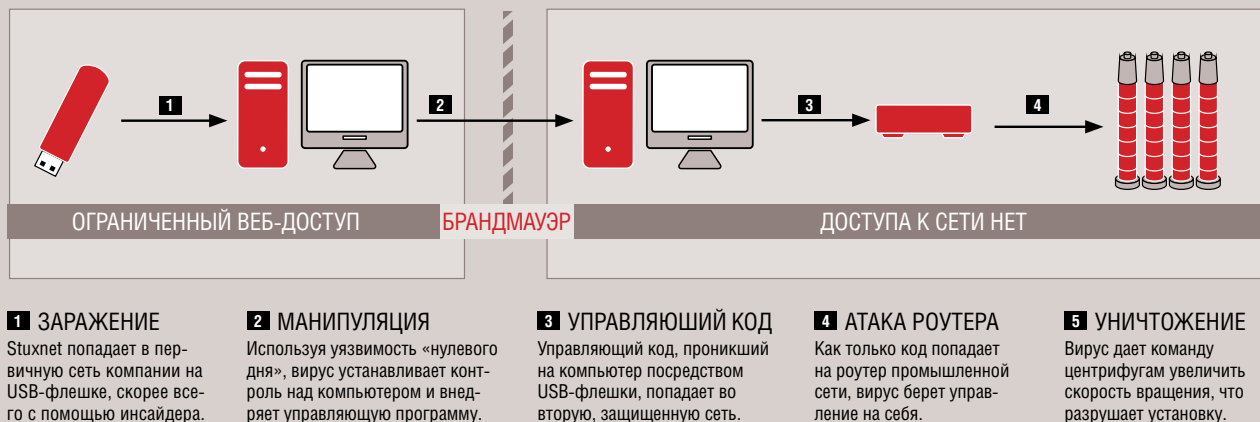 1
2
3
4
ОГРАНИЧЕННЫЙ ВЕБ-ДОСТУП
БРАНДМАУЭР
ДОСТУПА К СЕТИ НЕТ
1 ЗАРАЖЕНИЕ
Stuxnet попадает в пер-
вичную сеть компании на
USB-флешке, скорее все-
го с помощью инсайдера.
2 МАНИПУЛЯЦИЯ
Используя уязвимость «нулевого
дня», вирус устанавливает конт-
роль над компьютером и внед-
ряет управляющую программу.
3 УПРАВЛЯЮШИЙ КОД
Управляющий код, проникший
на компьютер посредством
USB-флешки, попадает во
вторую, защищенную сеть.
4 АТАКА РОУТЕРА
Как только код попадает
на роутер промышленной
сети, вирус берет управ-
ление на себя.
5 УНИЧТОЖЕНИЕ
Вирус дает команду
центрифугам увеличить
скорость вращения, что
разрушает установку.